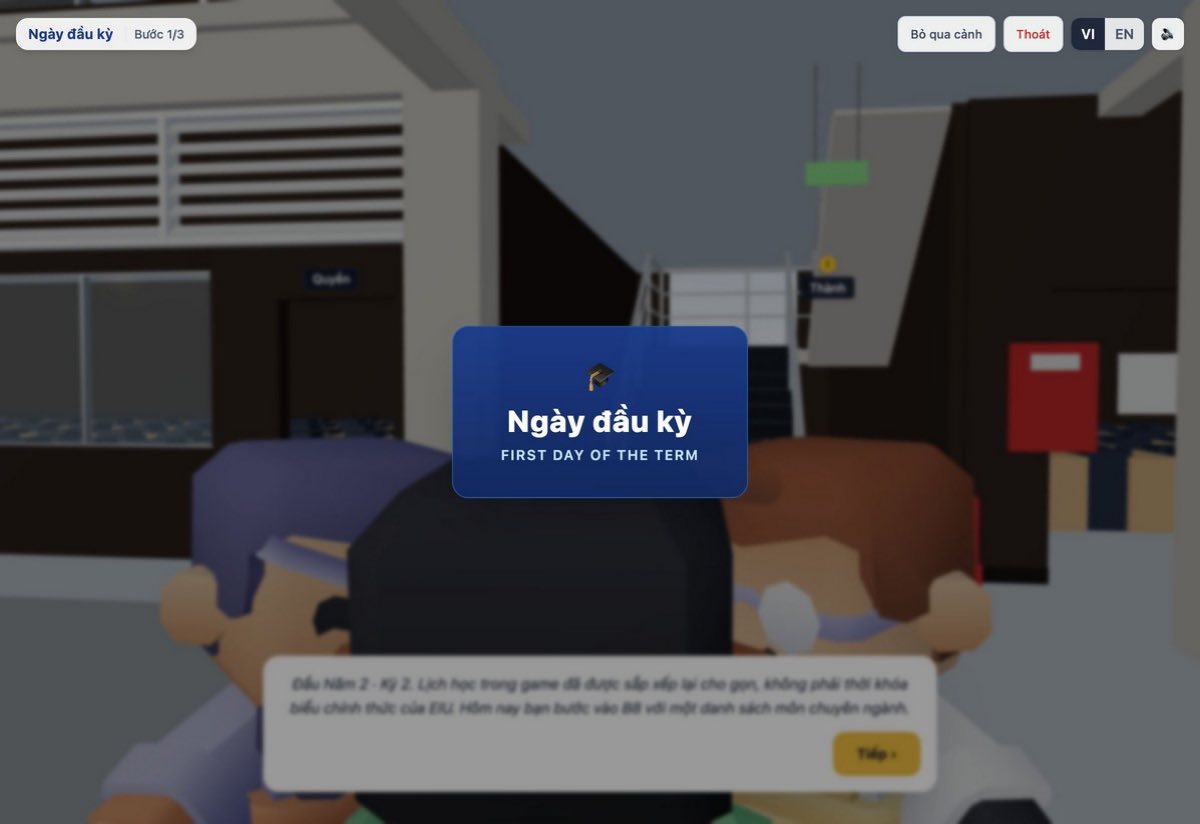 Ngày đầu kỳ Bước 1/3
Bỏ qua cảnh Thoát VI EN
Quyền
Thành
Ngày đầu kỳ
FIRST DAY OF THE TERM
Đầu Năm 2 - Kỳ 2. Lịch học trong game đã được sắp xếp lại cho gọn, không phải thời khóa
biểu chính thức của EIU. Hôm nay bạn bước vào B8 với một danh sách môn chuyên ngành.
Tiếp ›